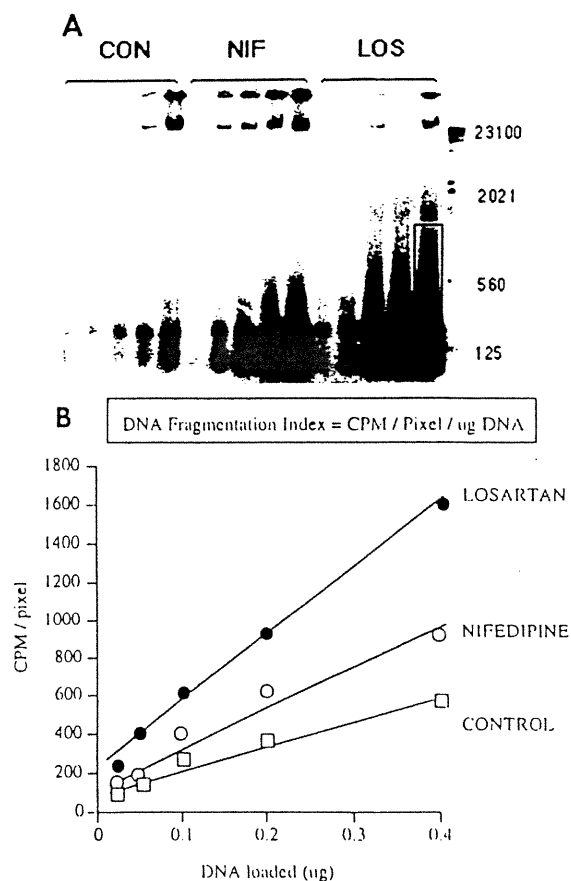 A
CON NIF LOS
23100
2021
560
125
B
DNA Fragmentation Index = CPM / Pixel / ug DNA
1800
1600
1400
1200
1000
800
600
400
200
0
CPM / pixel
LOSARTAN
NIFEDIPINE
CONTROL
0 0.1 0.2 0.3 0.4
DNA loaded (ug)